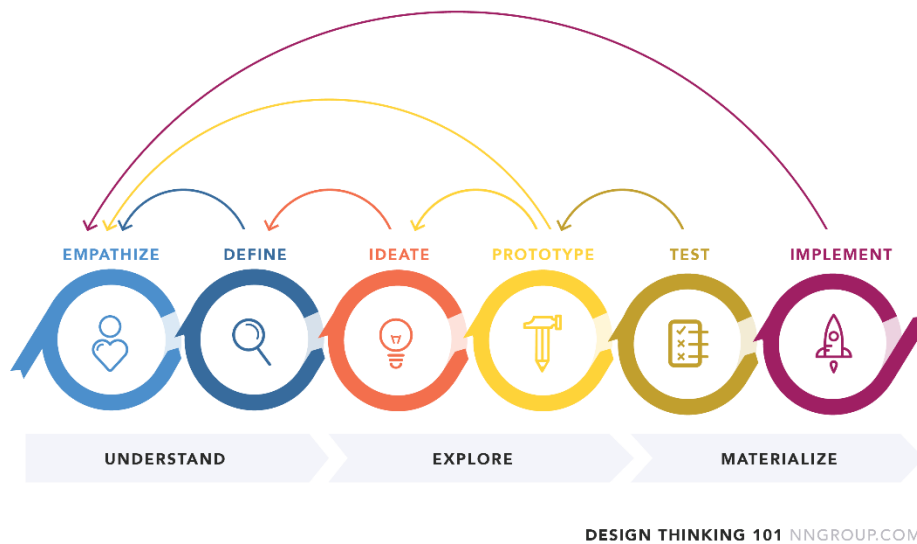 EMPATHIZE DEFINE IDEATE PROTOTYPE TEST IMPLEMENT
UNDERSTAND EXPLORE MATERIALIZE
DESIGN THINKING 101 NNGROUP.COM